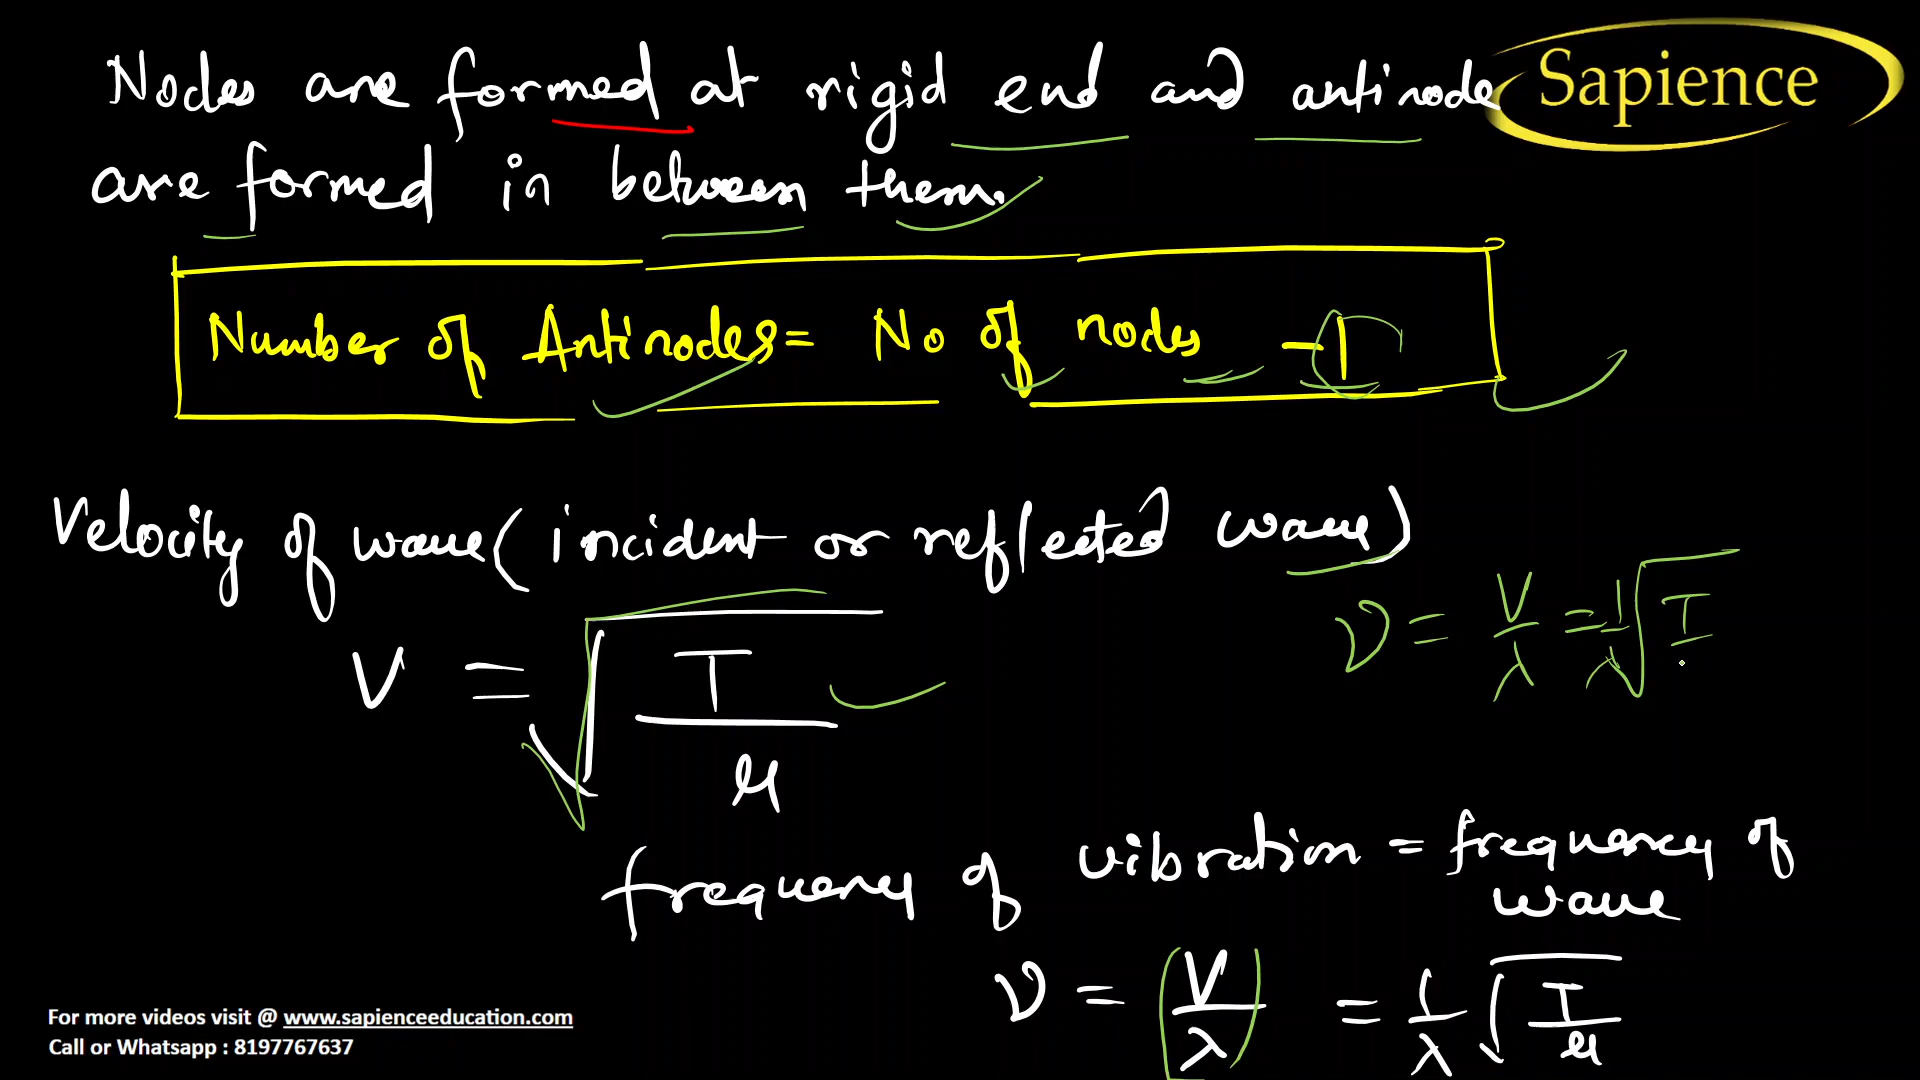 Nodes are formed at rigid end and antinode
Sapience
are formed in between them.
Number of Antinodes = No of nodes - 1
Velocity of wave (incident or reflected wave)
V = √(T/μ)
ν = V/λ = 1/λ √T
frequency of vibration = frequency of wave
ν = (V/λ) = 1/λ √(T/μ)
For more videos visit @ www.sapienceeducation.com
Call or Whatsapp : 8197767637